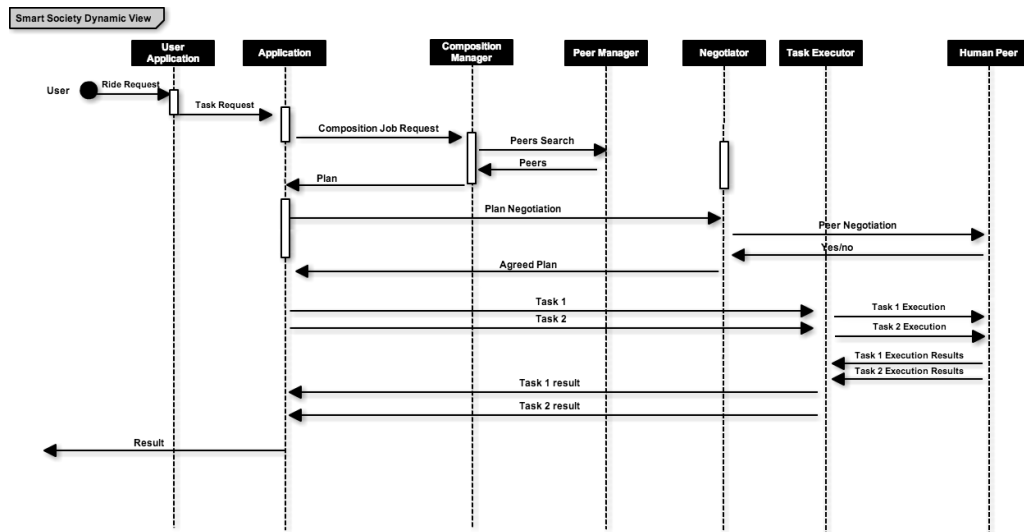 Smart Society Dynamic View
User
Application
Application
Composition
Manager
Peer Manager
Negotiator
Task Executor
Human Peer
User
Ride Request
Task Request
Composition Job Request
Peers Search
Peers
Plan
Plan Negotiation
Peer Negotiation
Yes/no
Agreed Plan
Task 1
Task 1 Execution
Task 2
Task 2 Execution
Task 1 Execution Results
Task 2 Execution Results
Task 1 result
Task 2 result
Result